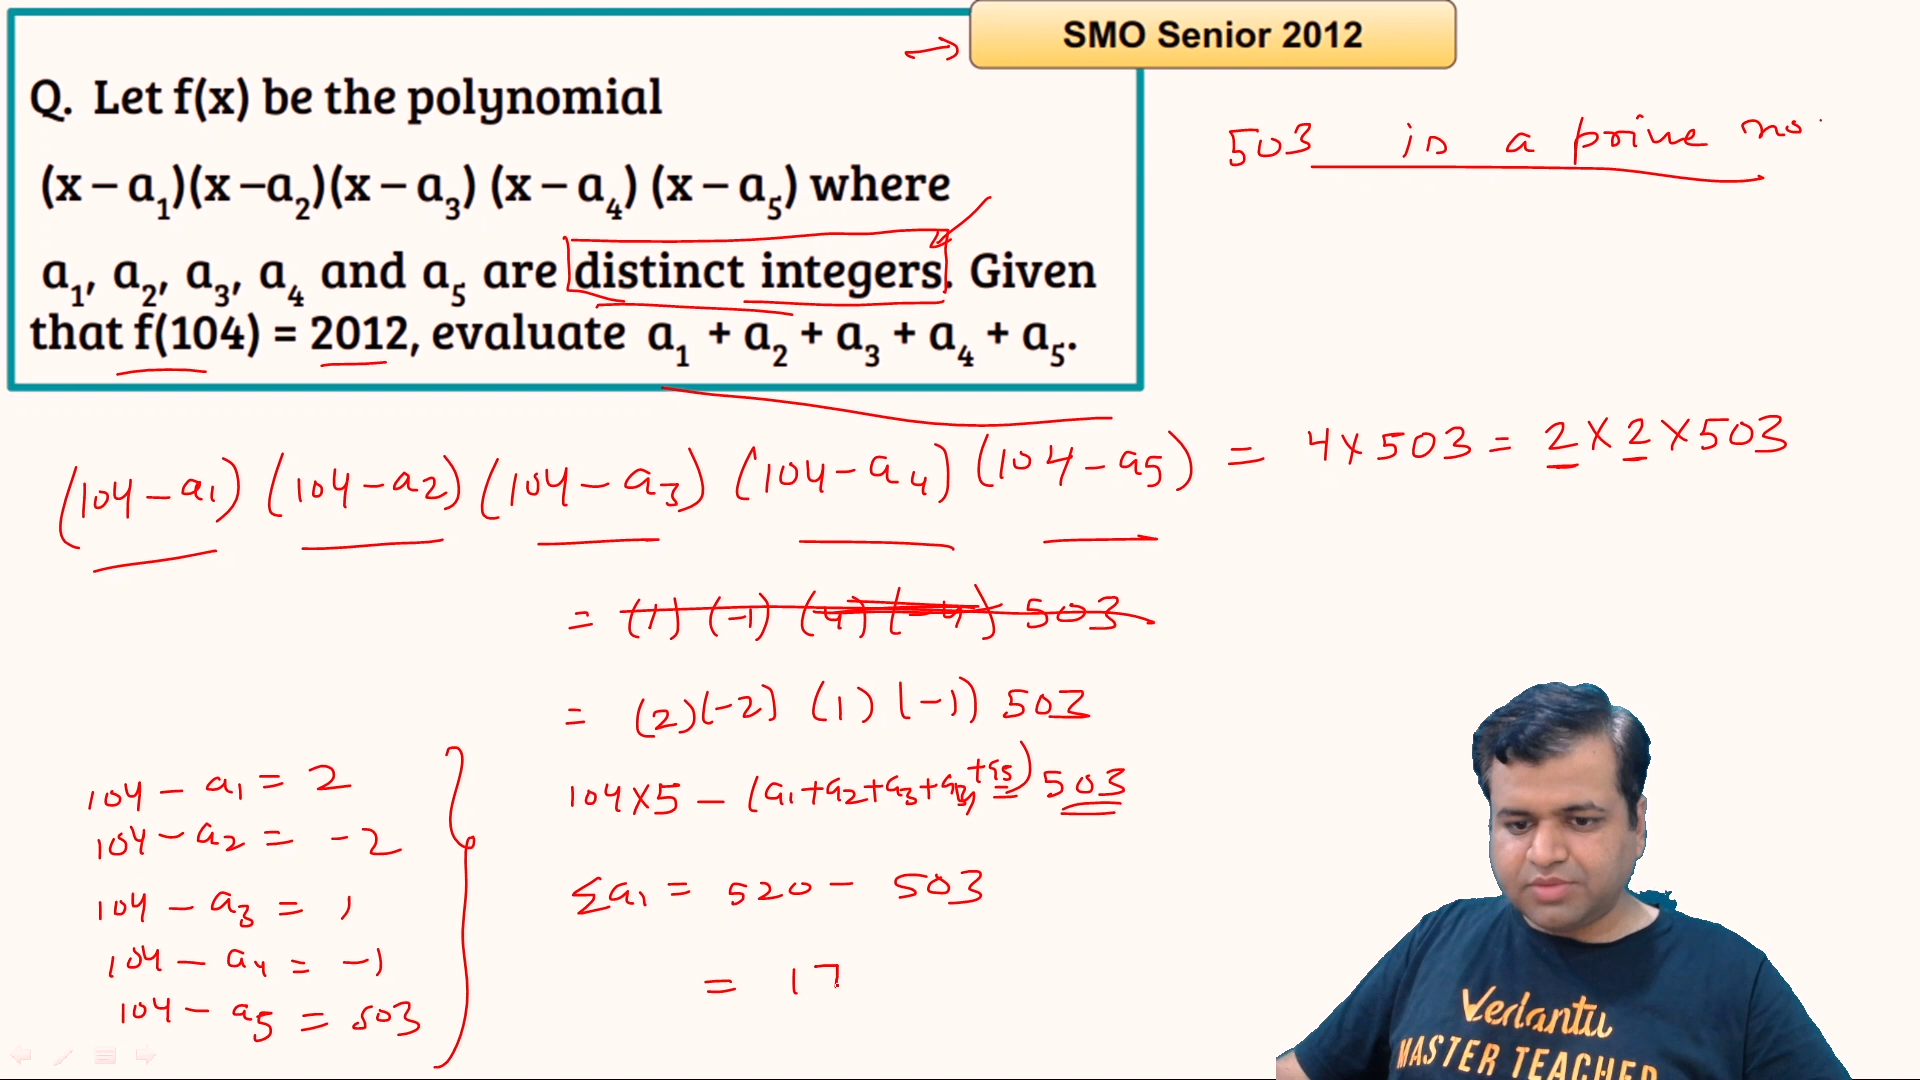 SMO Senior 2012
Q. Let f(x) be the polynomial
(x – a₁)(x –a₂)(x – a₃) (x – a₄) (x – a₅) where
a₁, a₂, a₃, a₄ and a₅ are distinct integers. Given
that f(104) = 2012, evaluate a₁ + a₂ + a₃ + a₄ + a₅.
503 is a prime no.
(104 – a₁) (104 – a₂) (104 – a₃) (104 – a₄) (104 – a₅) = 4 × 503 = 2 × 2 × 503
= (1) (-1) (4) (-4) 503
= (2)(-2) (1) (-1) 503
104 × 5 – (a₁+a₂+a₃+a₄+a₅) 503
Σa₁ = 520 – 503
= 17
104 – a₁ = 2
104 – a₂ = -2
104 – a₃ = 1
104 – a₄ = -1
104 – a₅ = 503
Vedantu
MASTER TEACHER